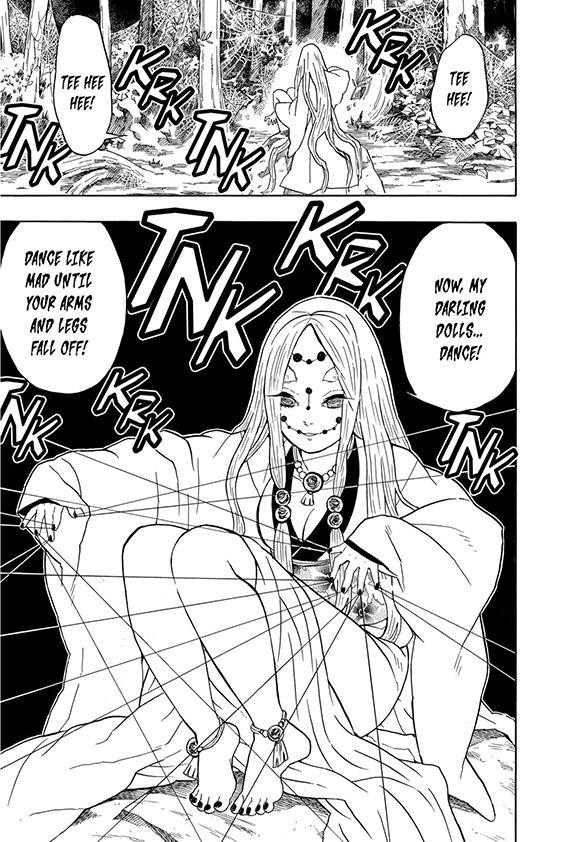 TEE
HEE!
KRK
TNK
KRK
TEE
HEE HEE
HEE!
TNK
NOW, MY
DARLING
DOLLS...
DANCE!
KRK
TNK
DANCE LIKE
MAD UNTIL
YOUR ARMS
AND LEGS
FALL OFF!
TNK
KRK
TNK